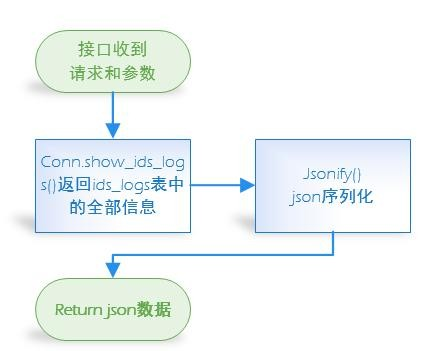 接口收到
请求和参数
Conn.show_ids_log
s()返回ids_logs表中
的全部信息
Jsonify()
json序列化
Return json数据